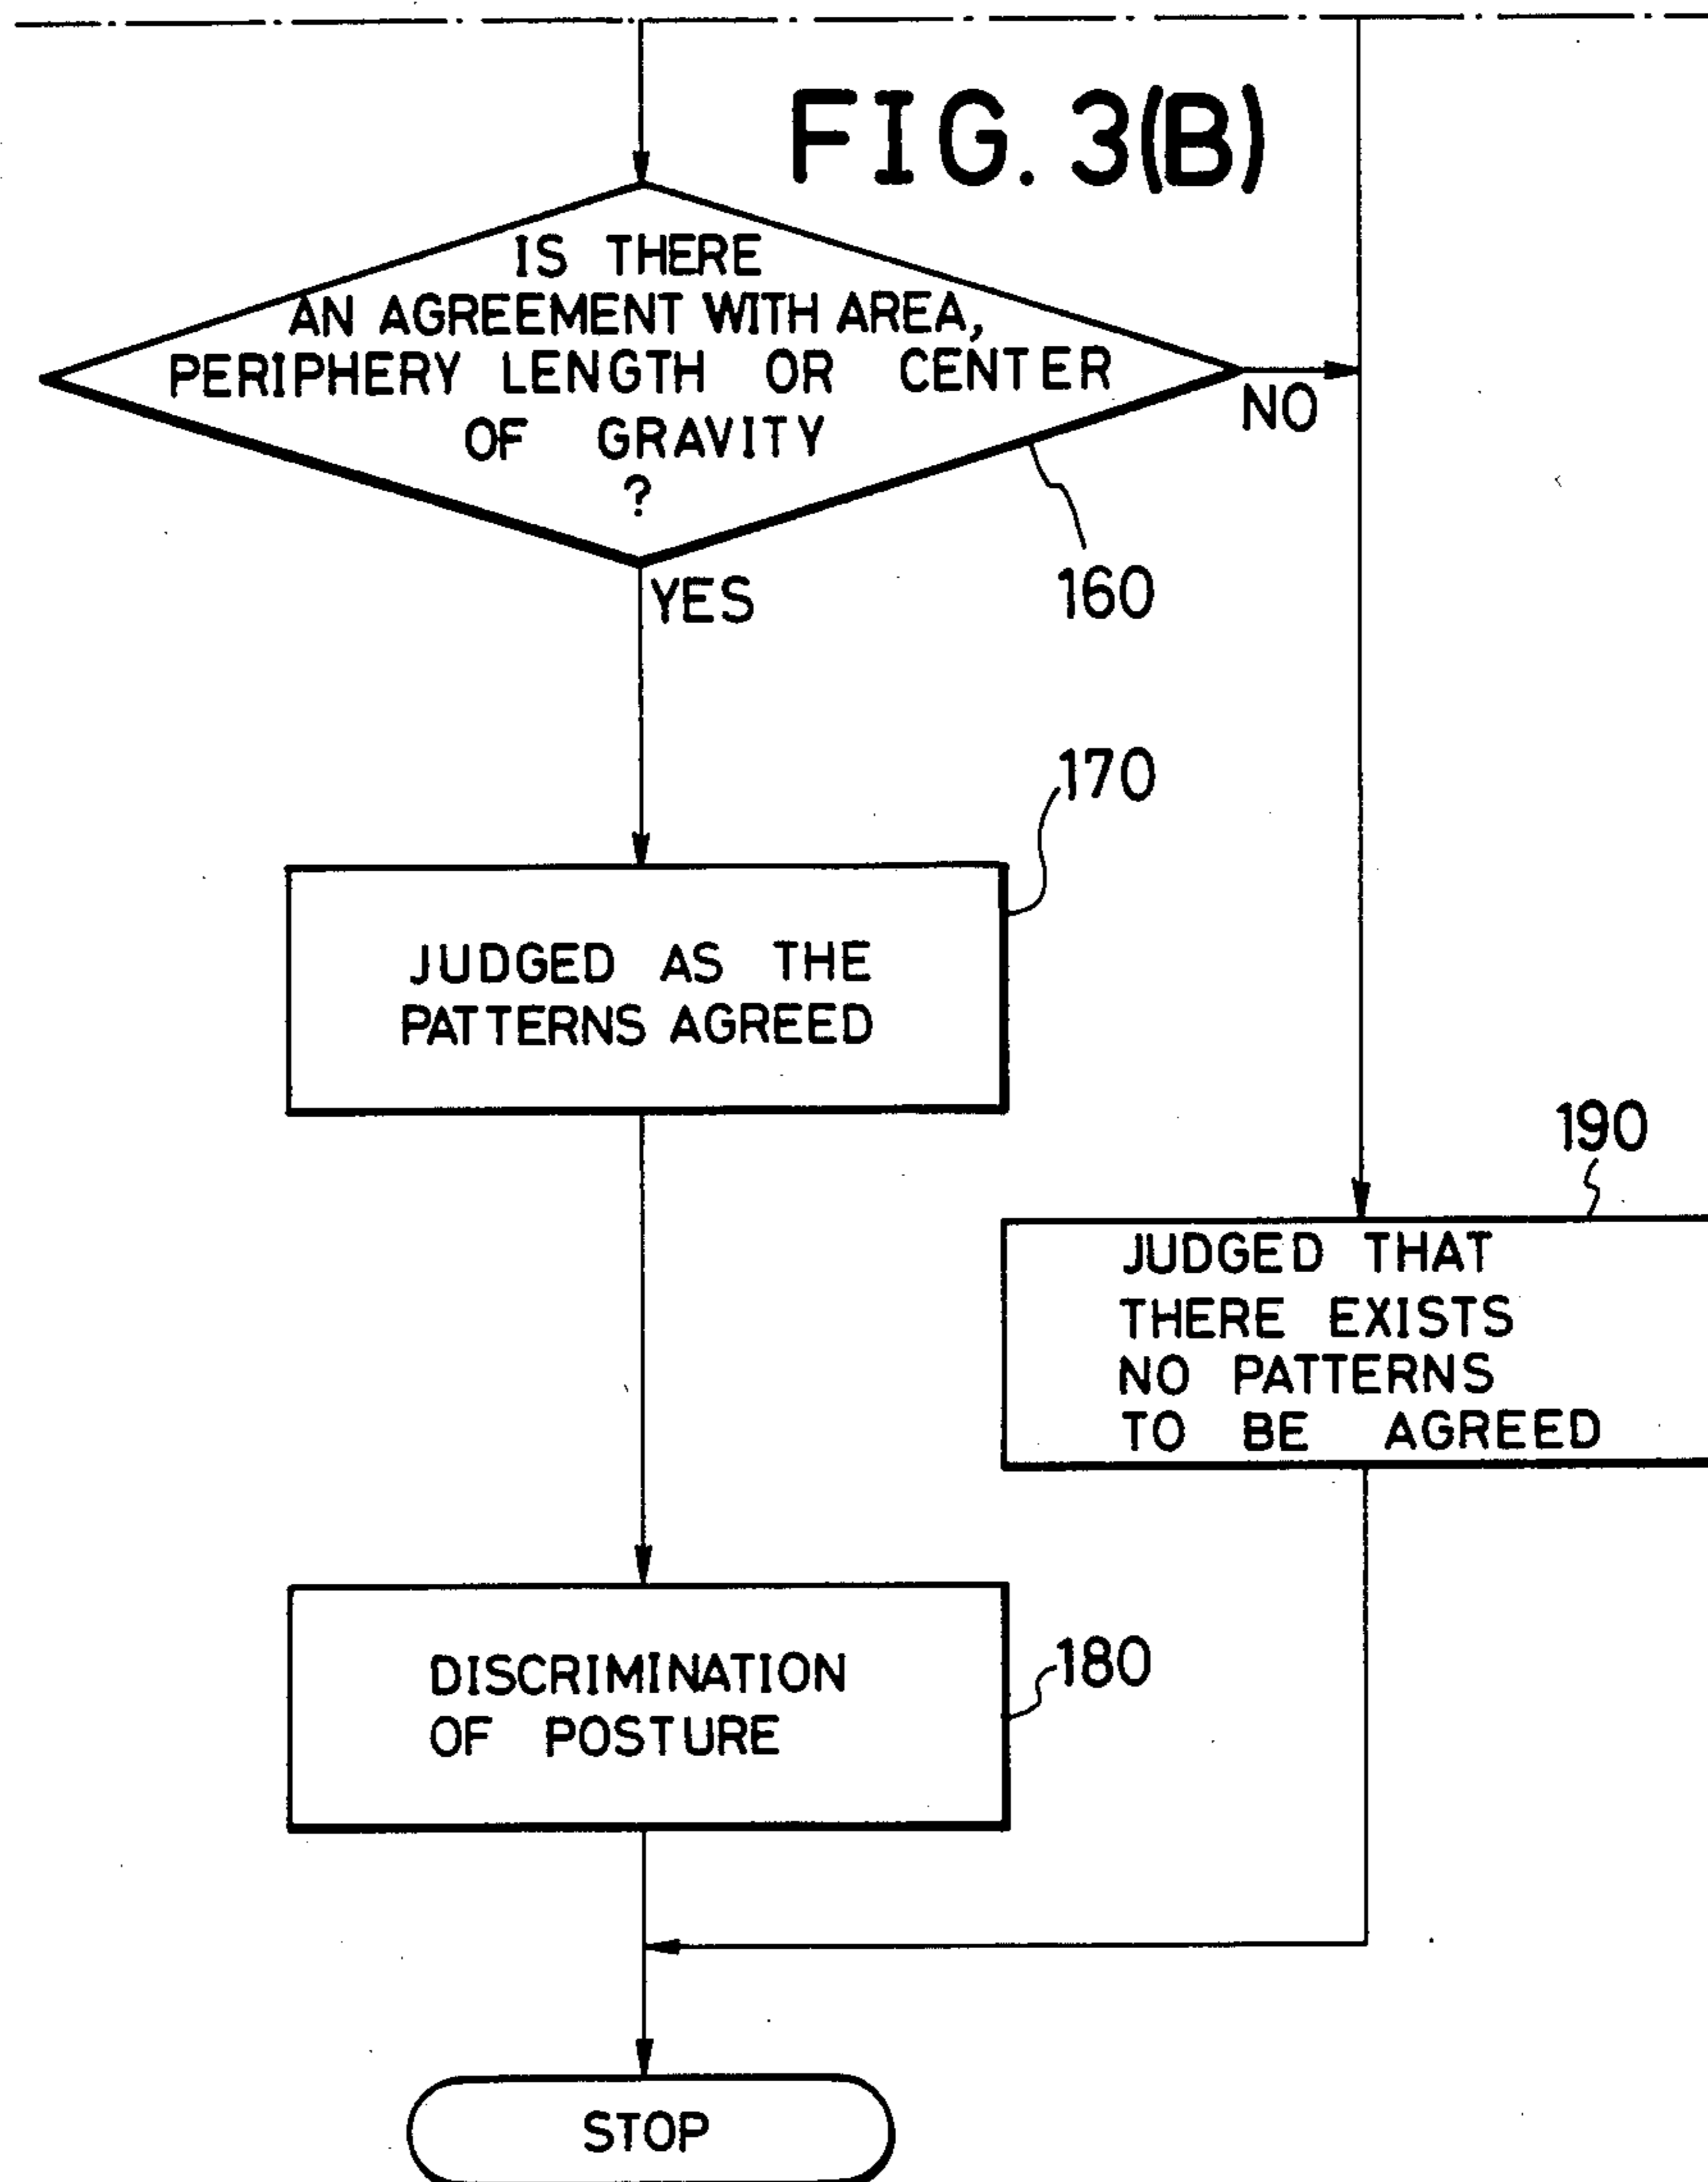 FIG. 3(B)
IS THERE
AN AGREEMENT WITH AREA,
PERIPHERY LENGTH OR CENTER
OF GRAVITY
?
NO
YES
160
170
JUDGED AS THE
PATTERNS AGREED
190
JUDGED THAT
THERE EXISTS
NO PATTERNS
TO BE AGREED
DISCRIMINATION
OF POSTURE
180
STOP